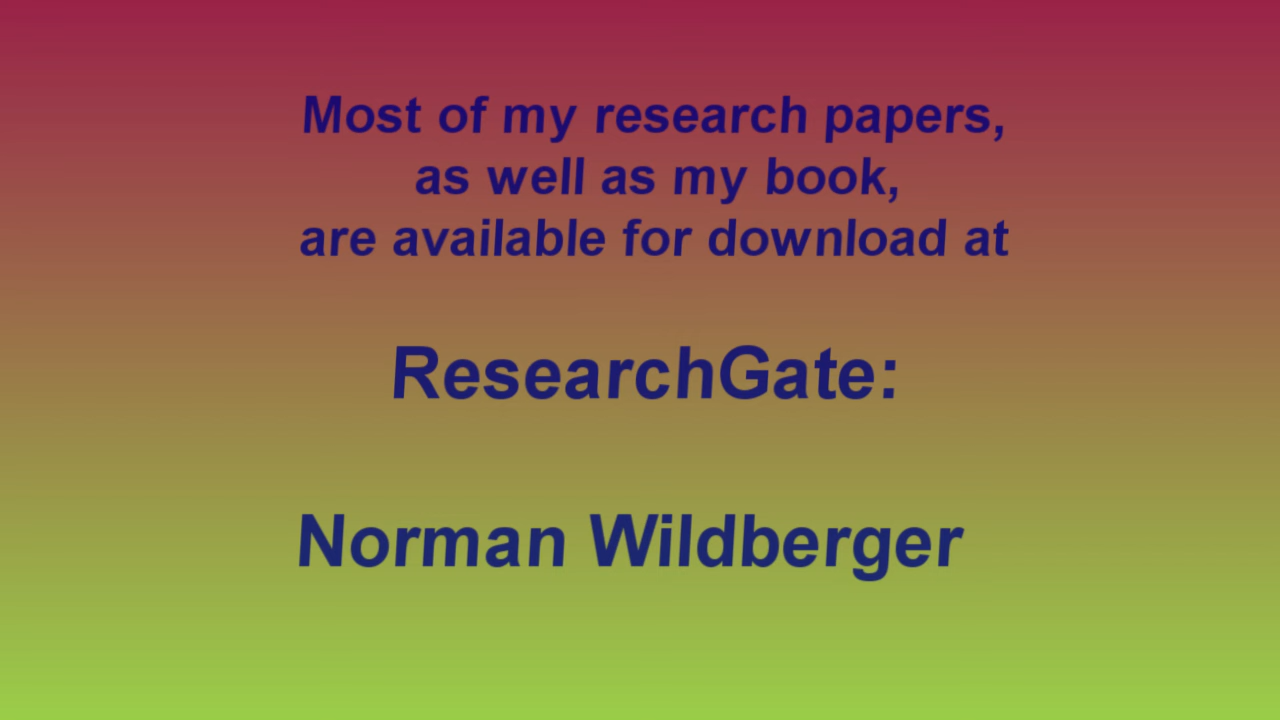 Most of my research papers,
as well as my book,
are available for download at
ResearchGate:
Norman Wildberger